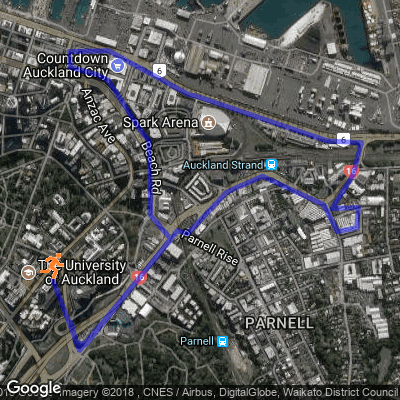 Countdown
Auckland City
6
Anzac Ave
Spark Arena
6
Beach Rd
Auckland Strand
16
Parnell Rise
The University
of Auckland
16
PARNELL
Parnell
Google
Imagery ©2018 , CNES / Airbus, DigitalGlobe, Waikato District Council